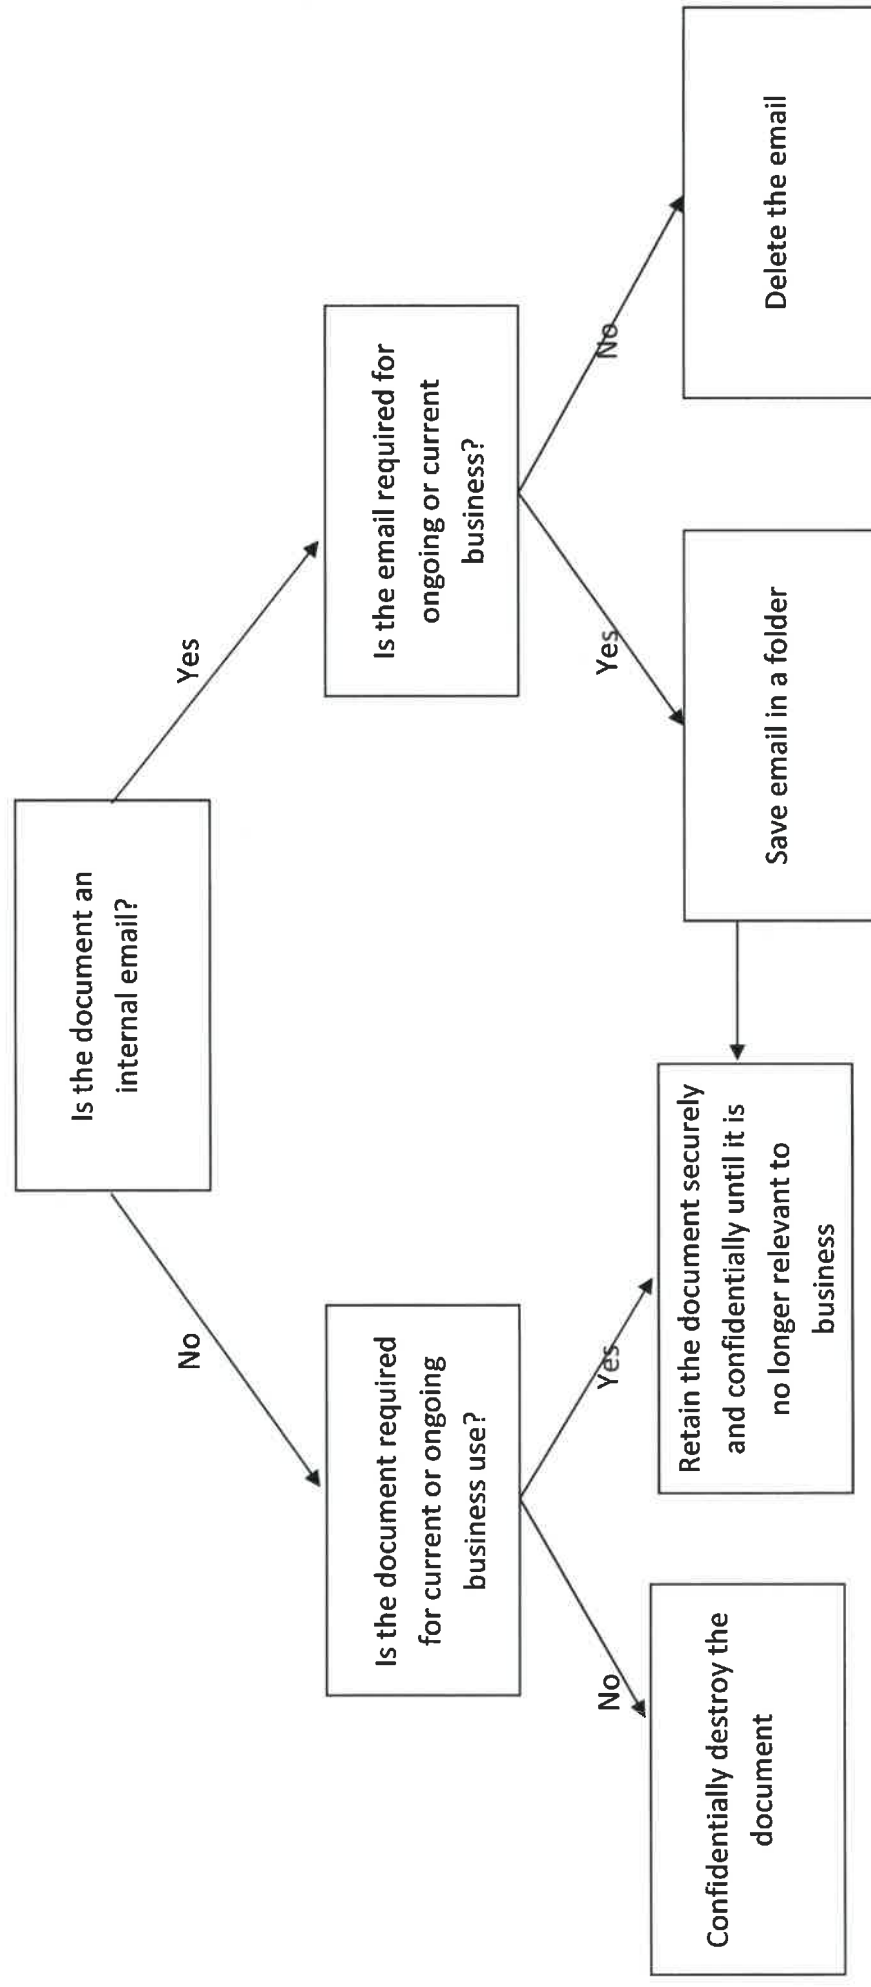 Is the document an
internal email?
No
Yes
Is the document required
for current or ongoing
business use?
Is the email required for
ongoing or current
business?
No
Yes
Yes
No
Confidentially destroy the
document
Retain the document securely
and confidentially until it is
no longer relevant to
business
Save email in a folder
Delete the email